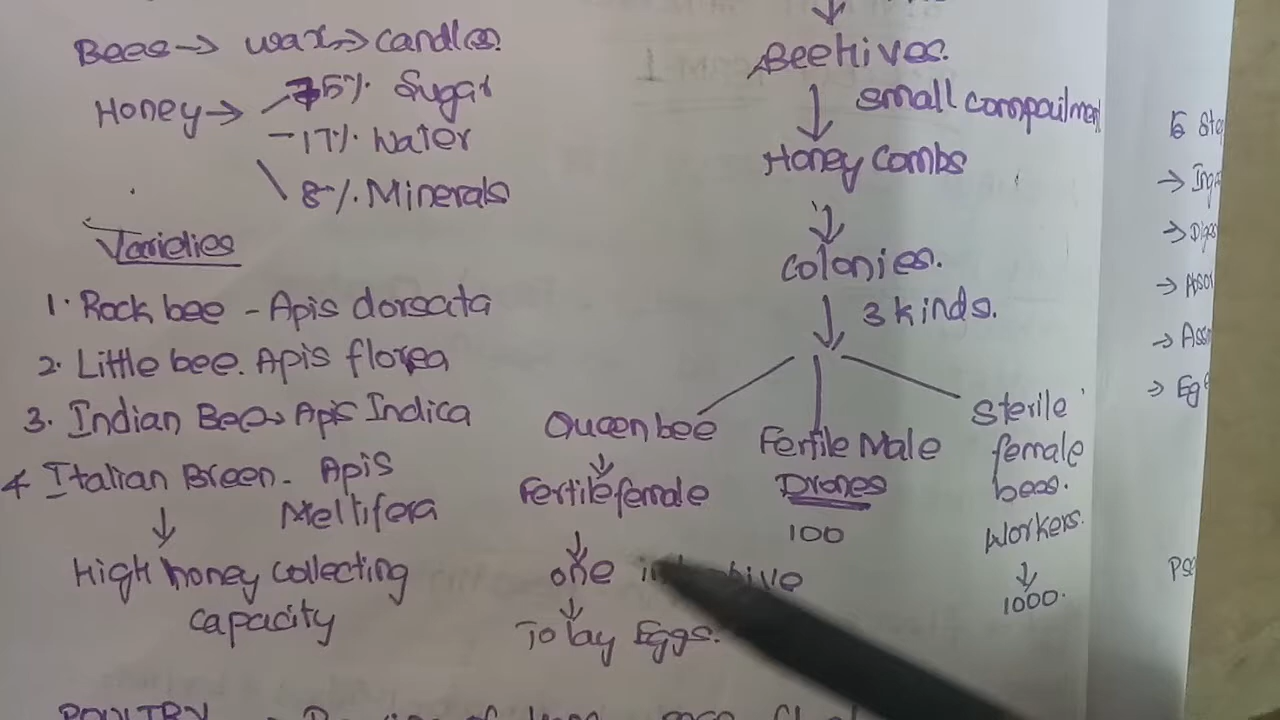 Bees → wax → candles.
Honey → 75% Sugar
- 17% Water
8% Minerals
Varieties
1. Rock bee - Apis dorsata
2. Little bee. Apis florea
3. Indian Bee → Apis Indica
4 Italian Breen. Apis
Mellifera
↓
High honey collecting
capacity
BeeHives.
↓ small compailment
Honey Combs
↓
Colonies.
↓ 3 kinds.
Queen bee
↓
Fertile female
↓
one
↓
To lay Eggs.
Fertile Male
Drones
100
Sterile
female
bees.
Workers.
↓
1000.
POULTRY